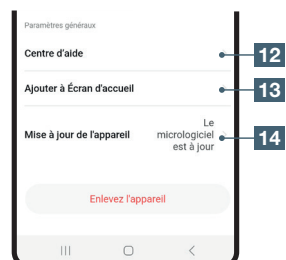 Paramètres généraux
Centre d'aide
12
Ajouter à Écran d'accueil
13
Mise à jour de l'appareil
Le
micrologiciel
est à jour
14
Enlevez l'appareil